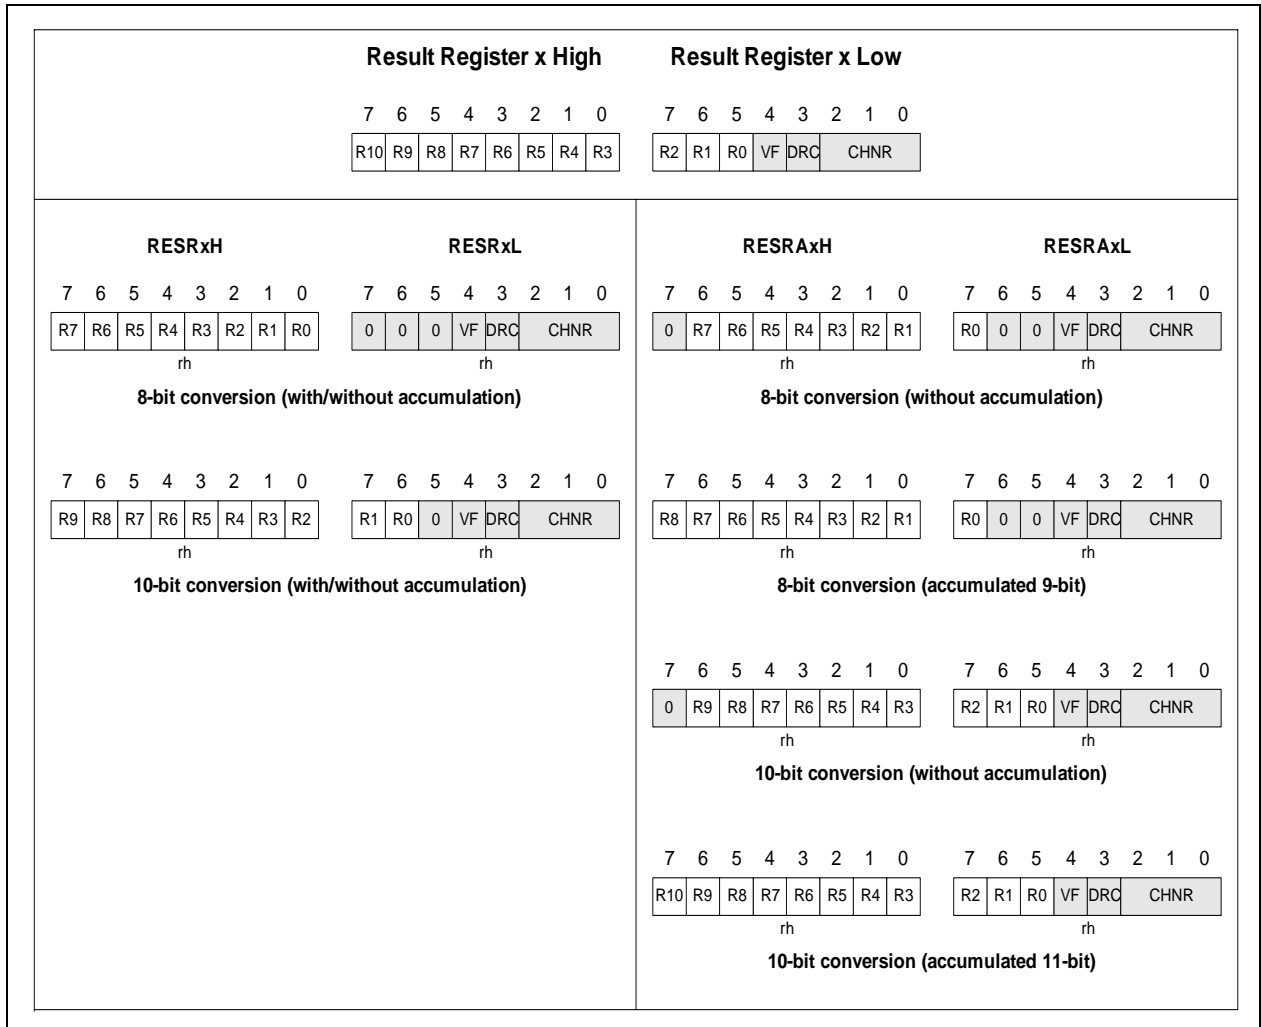 Result Register x High Result Register x Low
7 6 5 4 3 2 1 0 7 6 5 4 3 2 1 0
R10 R9 R8 R7 R6 R5 R4 R3 R2 R1 R0 VF DRC CHNR
RESRxH RESRxL RESRAxH RESRAxL
7 6 5 4 3 2 1 0 7 6 5 4 3 2 1 0 7 6 5 4 3 2 1 0 7 6 5 4 3 2 1 0
R7 R6 R5 R4 R3 R2 R1 R0 0 0 0 VF DRC CHNR 0 R7 R6 R5 R4 R3 R2 R1 R0 0 0 VF DRC CHNR
rh rh rh rh
8-bit conversion (with/without accumulation) 8-bit conversion (without accumulation)
7 6 5 4 3 2 1 0 7 6 5 4 3 2 1 0 7 6 5 4 3 2 1 0 7 6 5 4 3 2 1 0
R9 R8 R7 R6 R5 R4 R3 R2 R1 R0 0 VF DRC CHNR R8 R7 R6 R5 R4 R3 R2 R1 R0 0 0 VF DRC CHNR
rh rh rh rh
10-bit conversion (with/without accumulation) 8-bit conversion (accumulated 9-bit)
7 6 5 4 3 2 1 0 7 6 5 4 3 2 1 0
0 R9 R8 R7 R6 R5 R4 R3 R2 R1 R0 VF DRC CHNR
rh rh
10-bit conversion (without accumulation)
7 6 5 4 3 2 1 0 7 6 5 4 3 2 1 0
R10 R9 R8 R7 R6 R5 R4 R3 R2 R1 R0 VF DRC CHNR
rh rh
10-bit conversion (accumulated 11-bit)